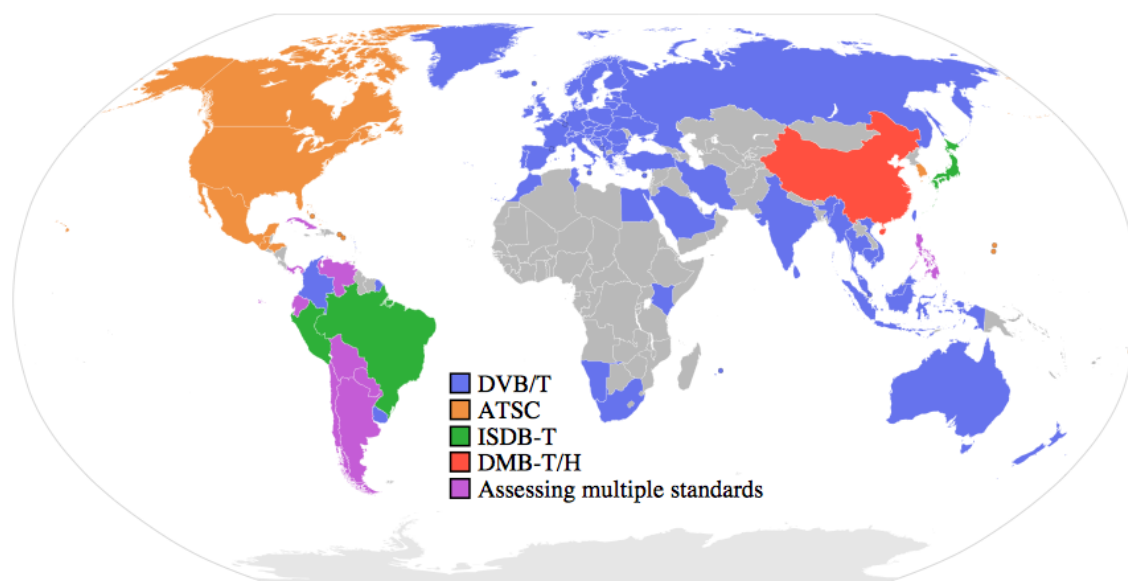 DVB/T
ATSC
ISDB-T
DMB-T/H
Assessing multiple standards